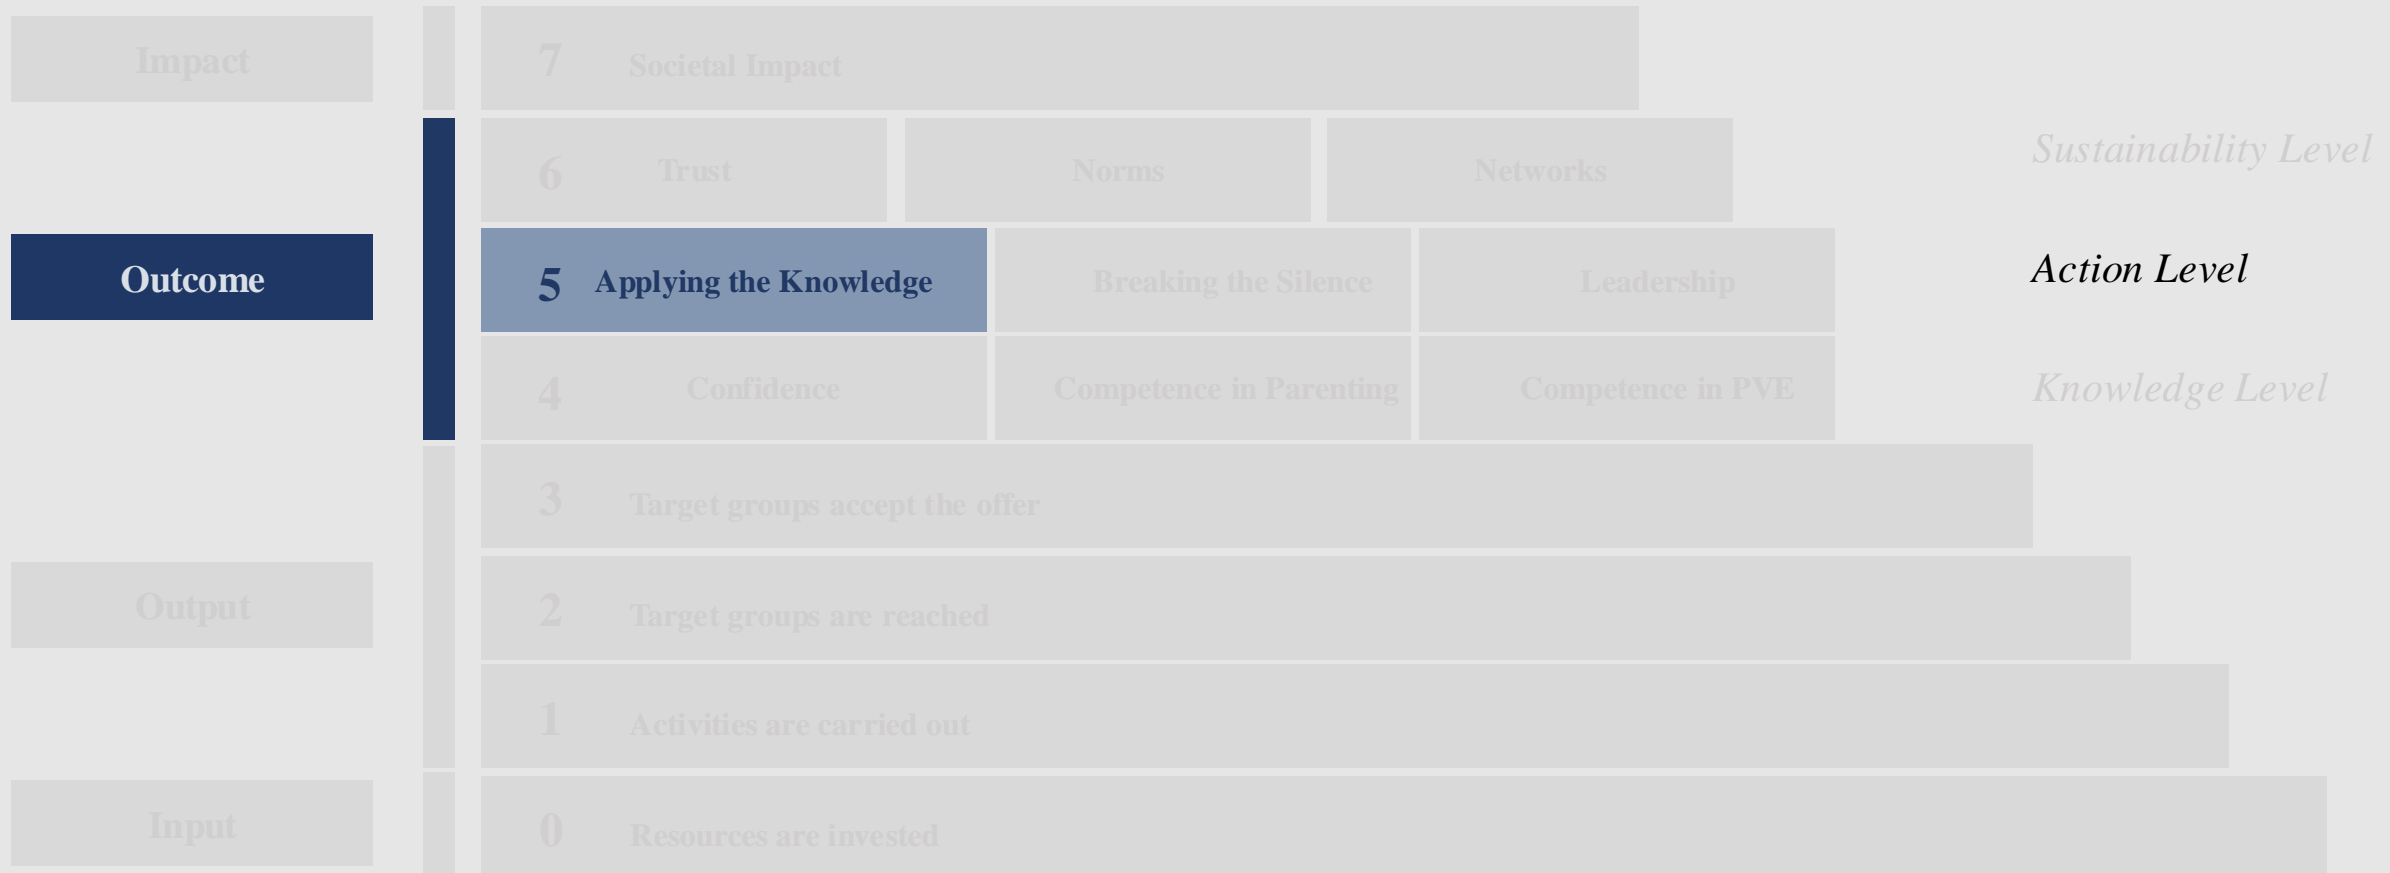 Impact
7 Societal Impact
6 Trust Norms Networks Sustainability Level
Outcome
5 Applying the Knowledge Breaking the Silence Leadership Action Level
4 Confidence Competence in Parenting Competence in PVE Knowledge Level
3 Target groups accept the offer
Output
2 Target groups are reached
1 Activities are carried out
Input
0 Resources are invested